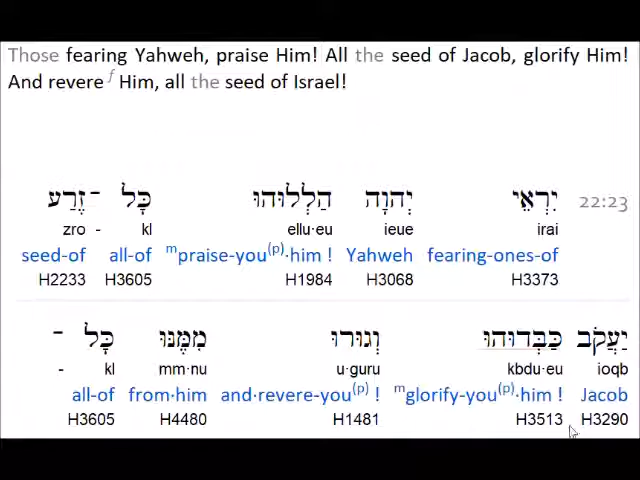 Those fearing Yahweh, praise Him! All the seed of Jacob, glorify Him!
And revere f Him, all the seed of Israel!
22:23 יִרְאֵי יְהוָה הַלְלוּהוּ כָּל־ זֶרַע
zro - kl ellu·eu ieue irai
seed-of all-of ᵐpraise-you⁽ᵖ⁾·him ! Yahweh fearing-ones-of
H2233 H3605 H1984 H3068 H3373
יַעֲקֹב כַּבְּדוּהוּ וְגוּרוּ מִמֶּנּוּ כָּל־
- kl mm·nu u·guru kbdu·eu ioqb
all-of from·him and·revere-you⁽ᵖ⁾ ! ᵐglorify-you⁽ᵖ⁾·him ! Jacob
H3605 H4480 H1481 H3513 H3290